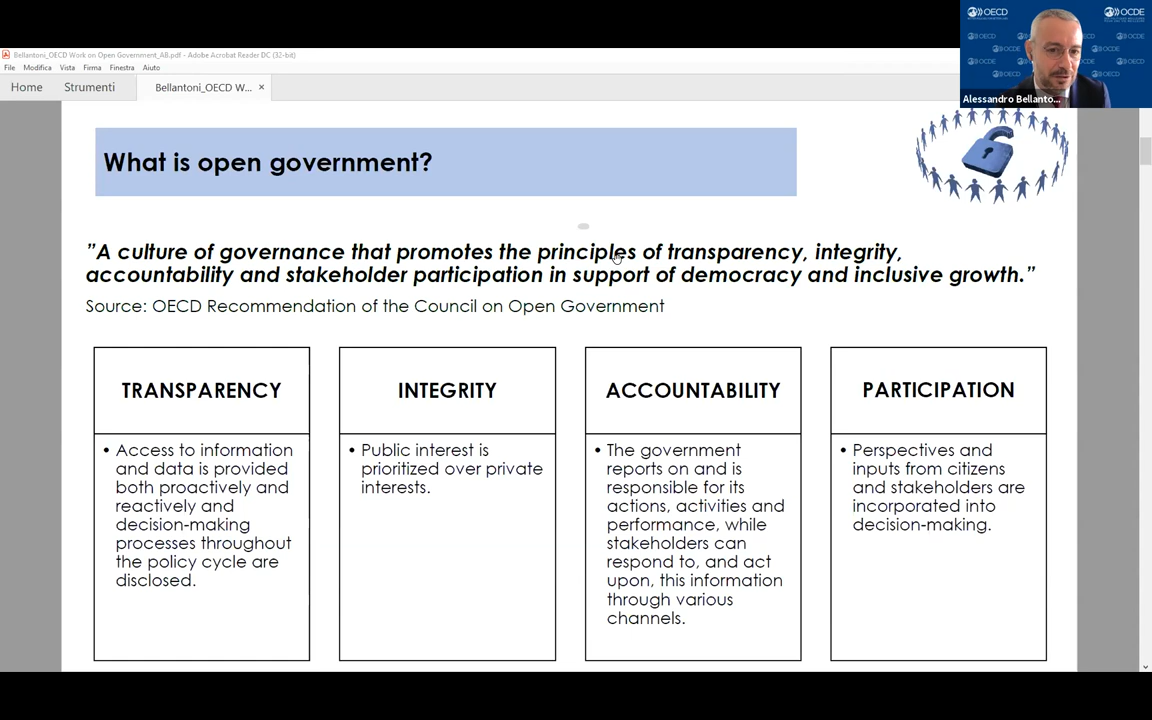 OECD
OCDE
Bellantoni_OECD Work on Open Government_AB.pdf - Adobe Acrobat Reader DC (32-bit)
File Modifica Vista Firma Finestra Aiuto
Home Strumenti Bellantoni_OECD W... ×
Alessandro Bellanto...
What is open government?
”A culture of governance that promotes the principles of transparency, integrity,
accountability and stakeholder participation in support of democracy and inclusive growth.”
Source: OECD Recommendation of the Council on Open Government
TRANSPARENCY
• Access to information
and data is provided
both proactively and
reactively and
decision-making
processes throughout
the policy cycle are
disclosed.
INTEGRITY
• Public interest is
prioritized over private
interests.
ACCOUNTABILITY
• The government
reports on and is
responsible for its
actions, activities and
performance, while
stakeholders can
respond to, and act
upon, this information
through various
channels.
PARTICIPATION
• Perspectives and
inputs from citizens
and stakeholders are
incorporated into
decision-making.